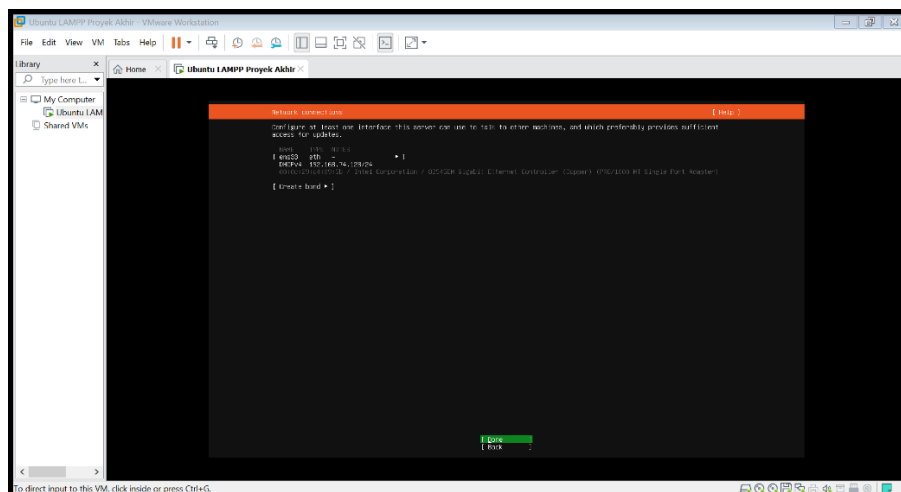 Ubuntu LAMPP Proyek Akhir - VMware Workstation
File Edit View VM Tabs Help
Library
Type here t...
My Computer
Ubuntu LAM
Shared VMs
Home
Ubuntu LAMPP Proyek Akhir
Network connections [ Help ]
Configure at least one interface this server can use to talk to other machines, and which preferably provides sufficient
access for updates.
NAME TYPE NOTES
[ ens33 eth - ▸ ]
DHCPv4 192.168.74.128/24
/ Intel Corporation / Gigabit Ethernet Controller (Copper) (PRO/1000 MT Single Port Adapter)
[ Create bond ▸ ]
[ Done ]
[ Back ]
To direct input to this VM, click inside or press Ctrl+G.